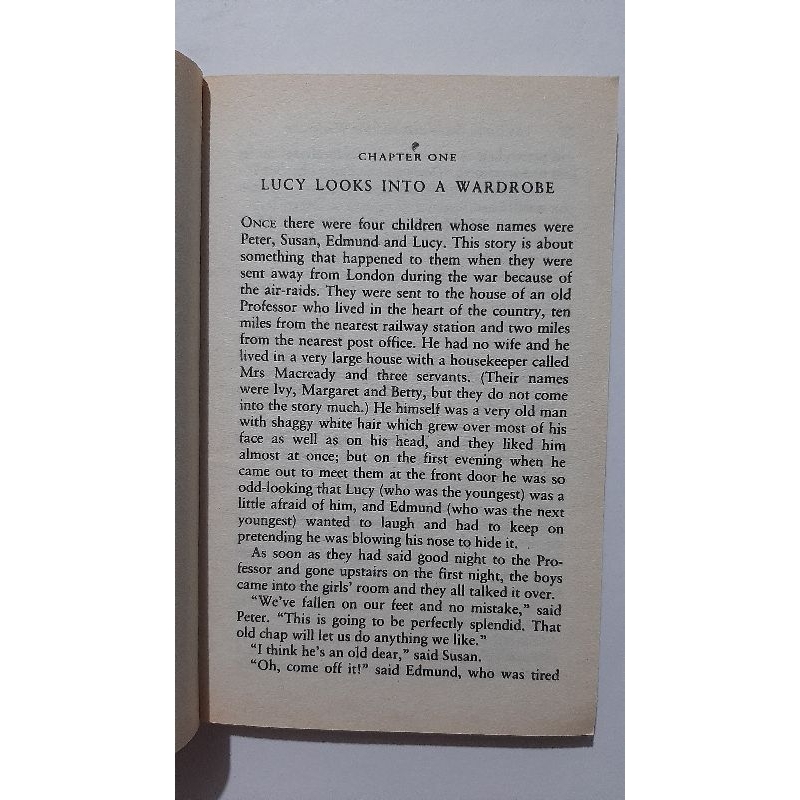 CHAPTER ONE
LUCY LOOKS INTO A WARDROBE
ONCE there were four children whose names were
Peter, Susan, Edmund and Lucy. This story is about
something that happened to them when they were
sent away from London during the war because of
the air-raids. They were sent to the house of an old
Professor who lived in the heart of the country, ten
miles from the nearest railway station and two miles
from the nearest post office. He had no wife and he
lived in a very large house with a housekeeper called
Mrs Macready and three servants. (Their names
were Ivy, Margaret and Betty, but they do not come
into the story much.) He himself was a very old man
with shaggy white hair which grew over most of his
face as well as on his head, and they liked him
almost at once; but on the first evening when he
came out to meet them at the front door he was so
odd-looking that Lucy (who was the youngest) was a
little afraid of him, and Edmund (who was the next
youngest) wanted to laugh and had to keep on
pretending he was blowing his nose to hide it.
As soon as they had said good night to the Pro-
fessor and gone upstairs on the first night, the boys
came into the girls' room and they all talked it over.
"We've fallen on our feet and no mistake," said
Peter. "This is going to be perfectly splendid. That
old chap will let us do anything we like."
"I think he's an old dear," said Susan.
"Oh, come off it!" said Edmund, who was tired